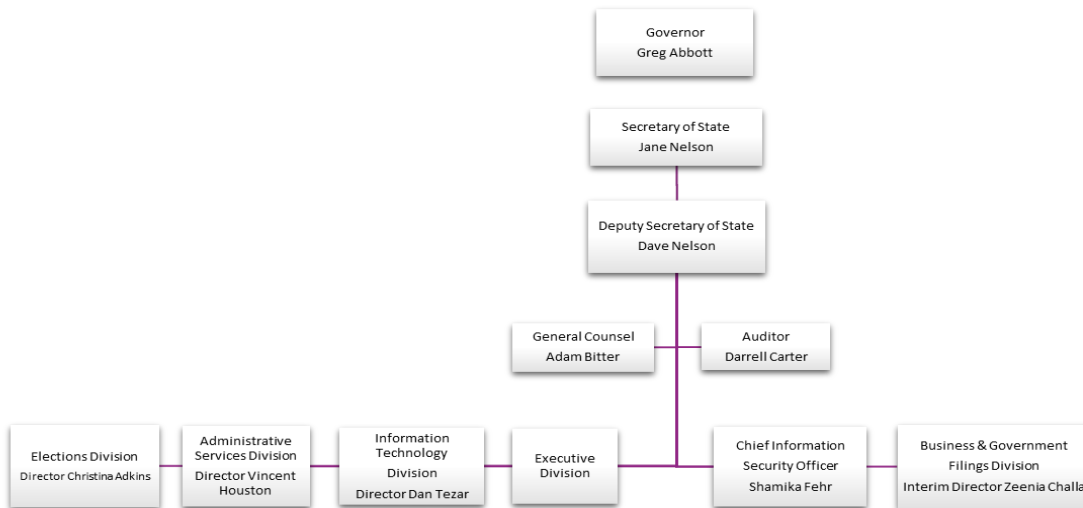 Governor
Greg Abbott
Secretary of State
Jane Nelson
Deputy Secretary of State
Dave Nelson
General Counsel
Adam Bitter
Auditor
Darrell Carter
Elections Division
Director Christina Adkins
Administrative
Services Division
Director Vincent
Houston
Information
Technology
Division
Director Dan Tezar
Executive
Division
Chief Information
Security Officer
Shamika Fehr
Business & Government
Filings Division
Interim Director Zeenia Challa